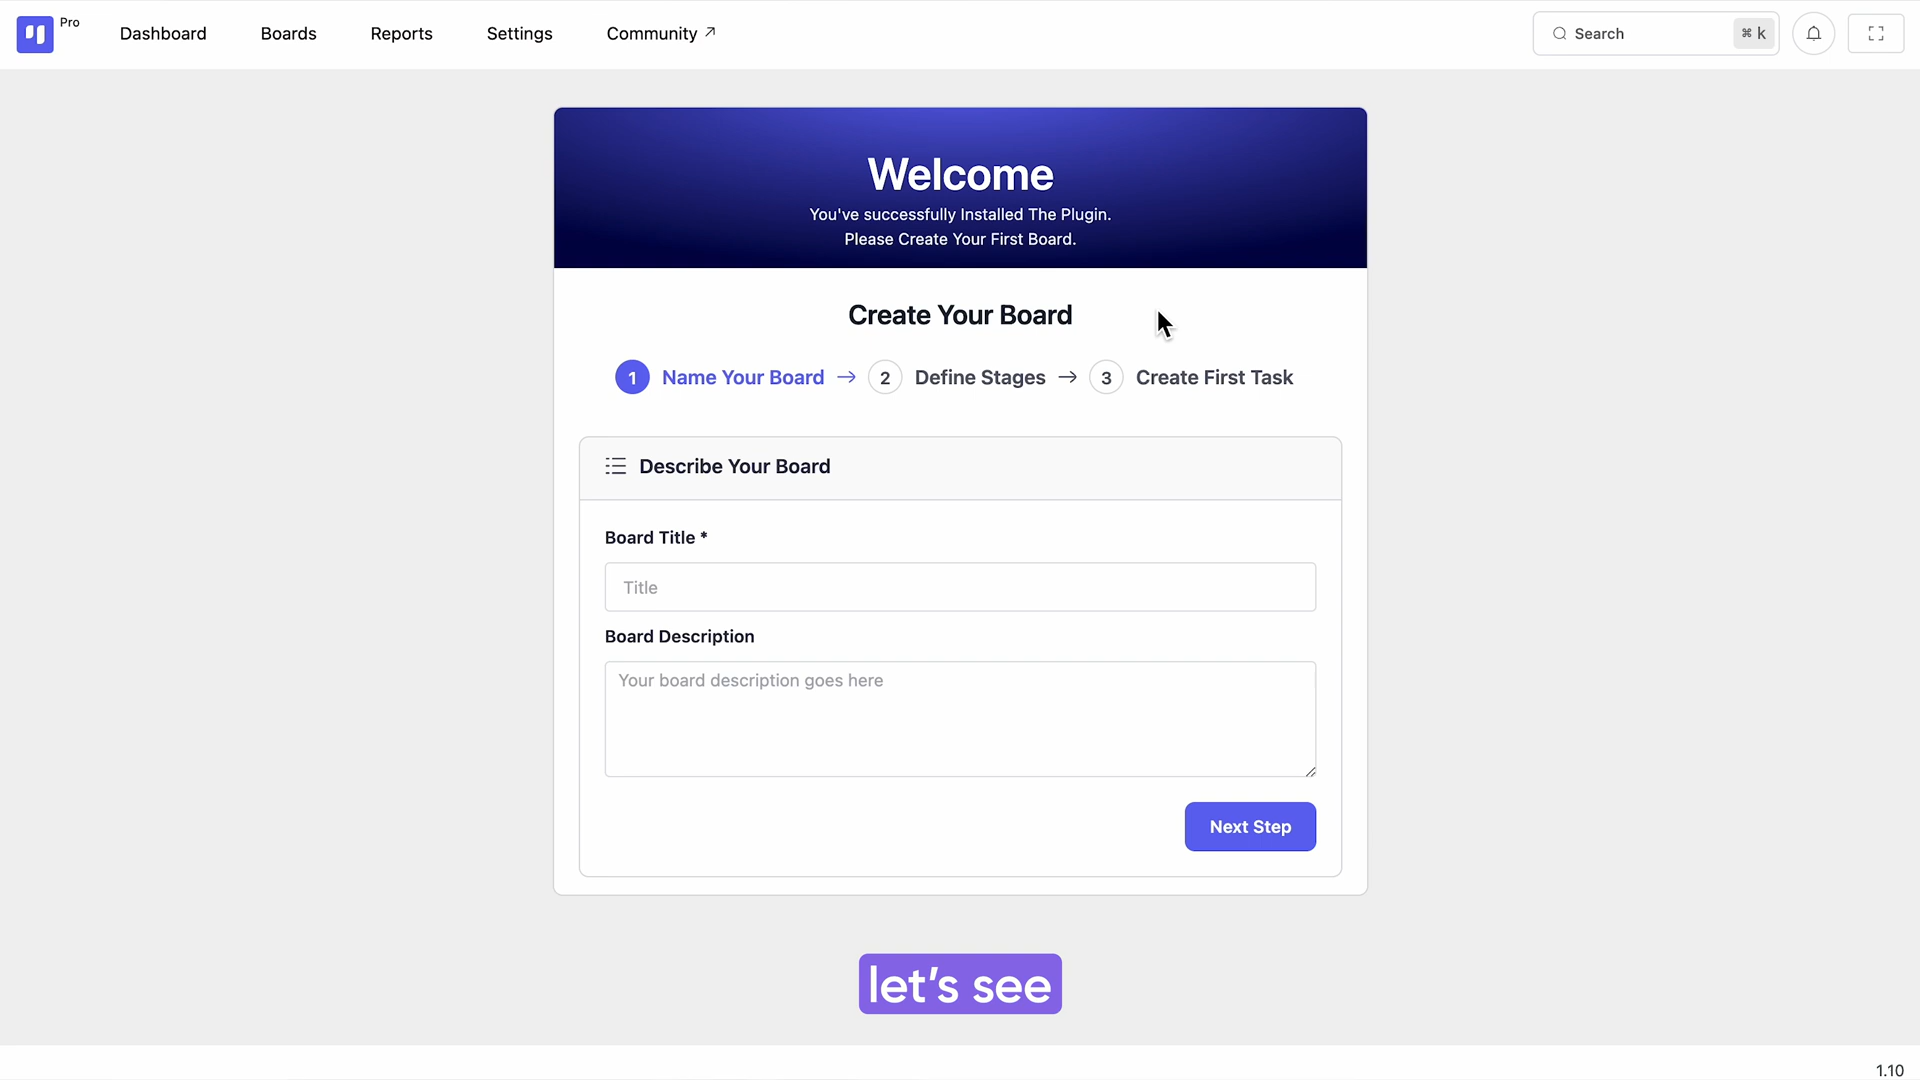 Pro
Dashboard
Boards
Reports
Settings
Community ↗
Search
⌘ k
Welcome
You've successfully Installed The Plugin.
Please Create Your First Board.
Create Your Board
1 Name Your Board → 2 Define Stages → 3 Create First Task
Describe Your Board
Board Title *
Title
Board Description
Your board description goes here
Next Step
let's see
1.10